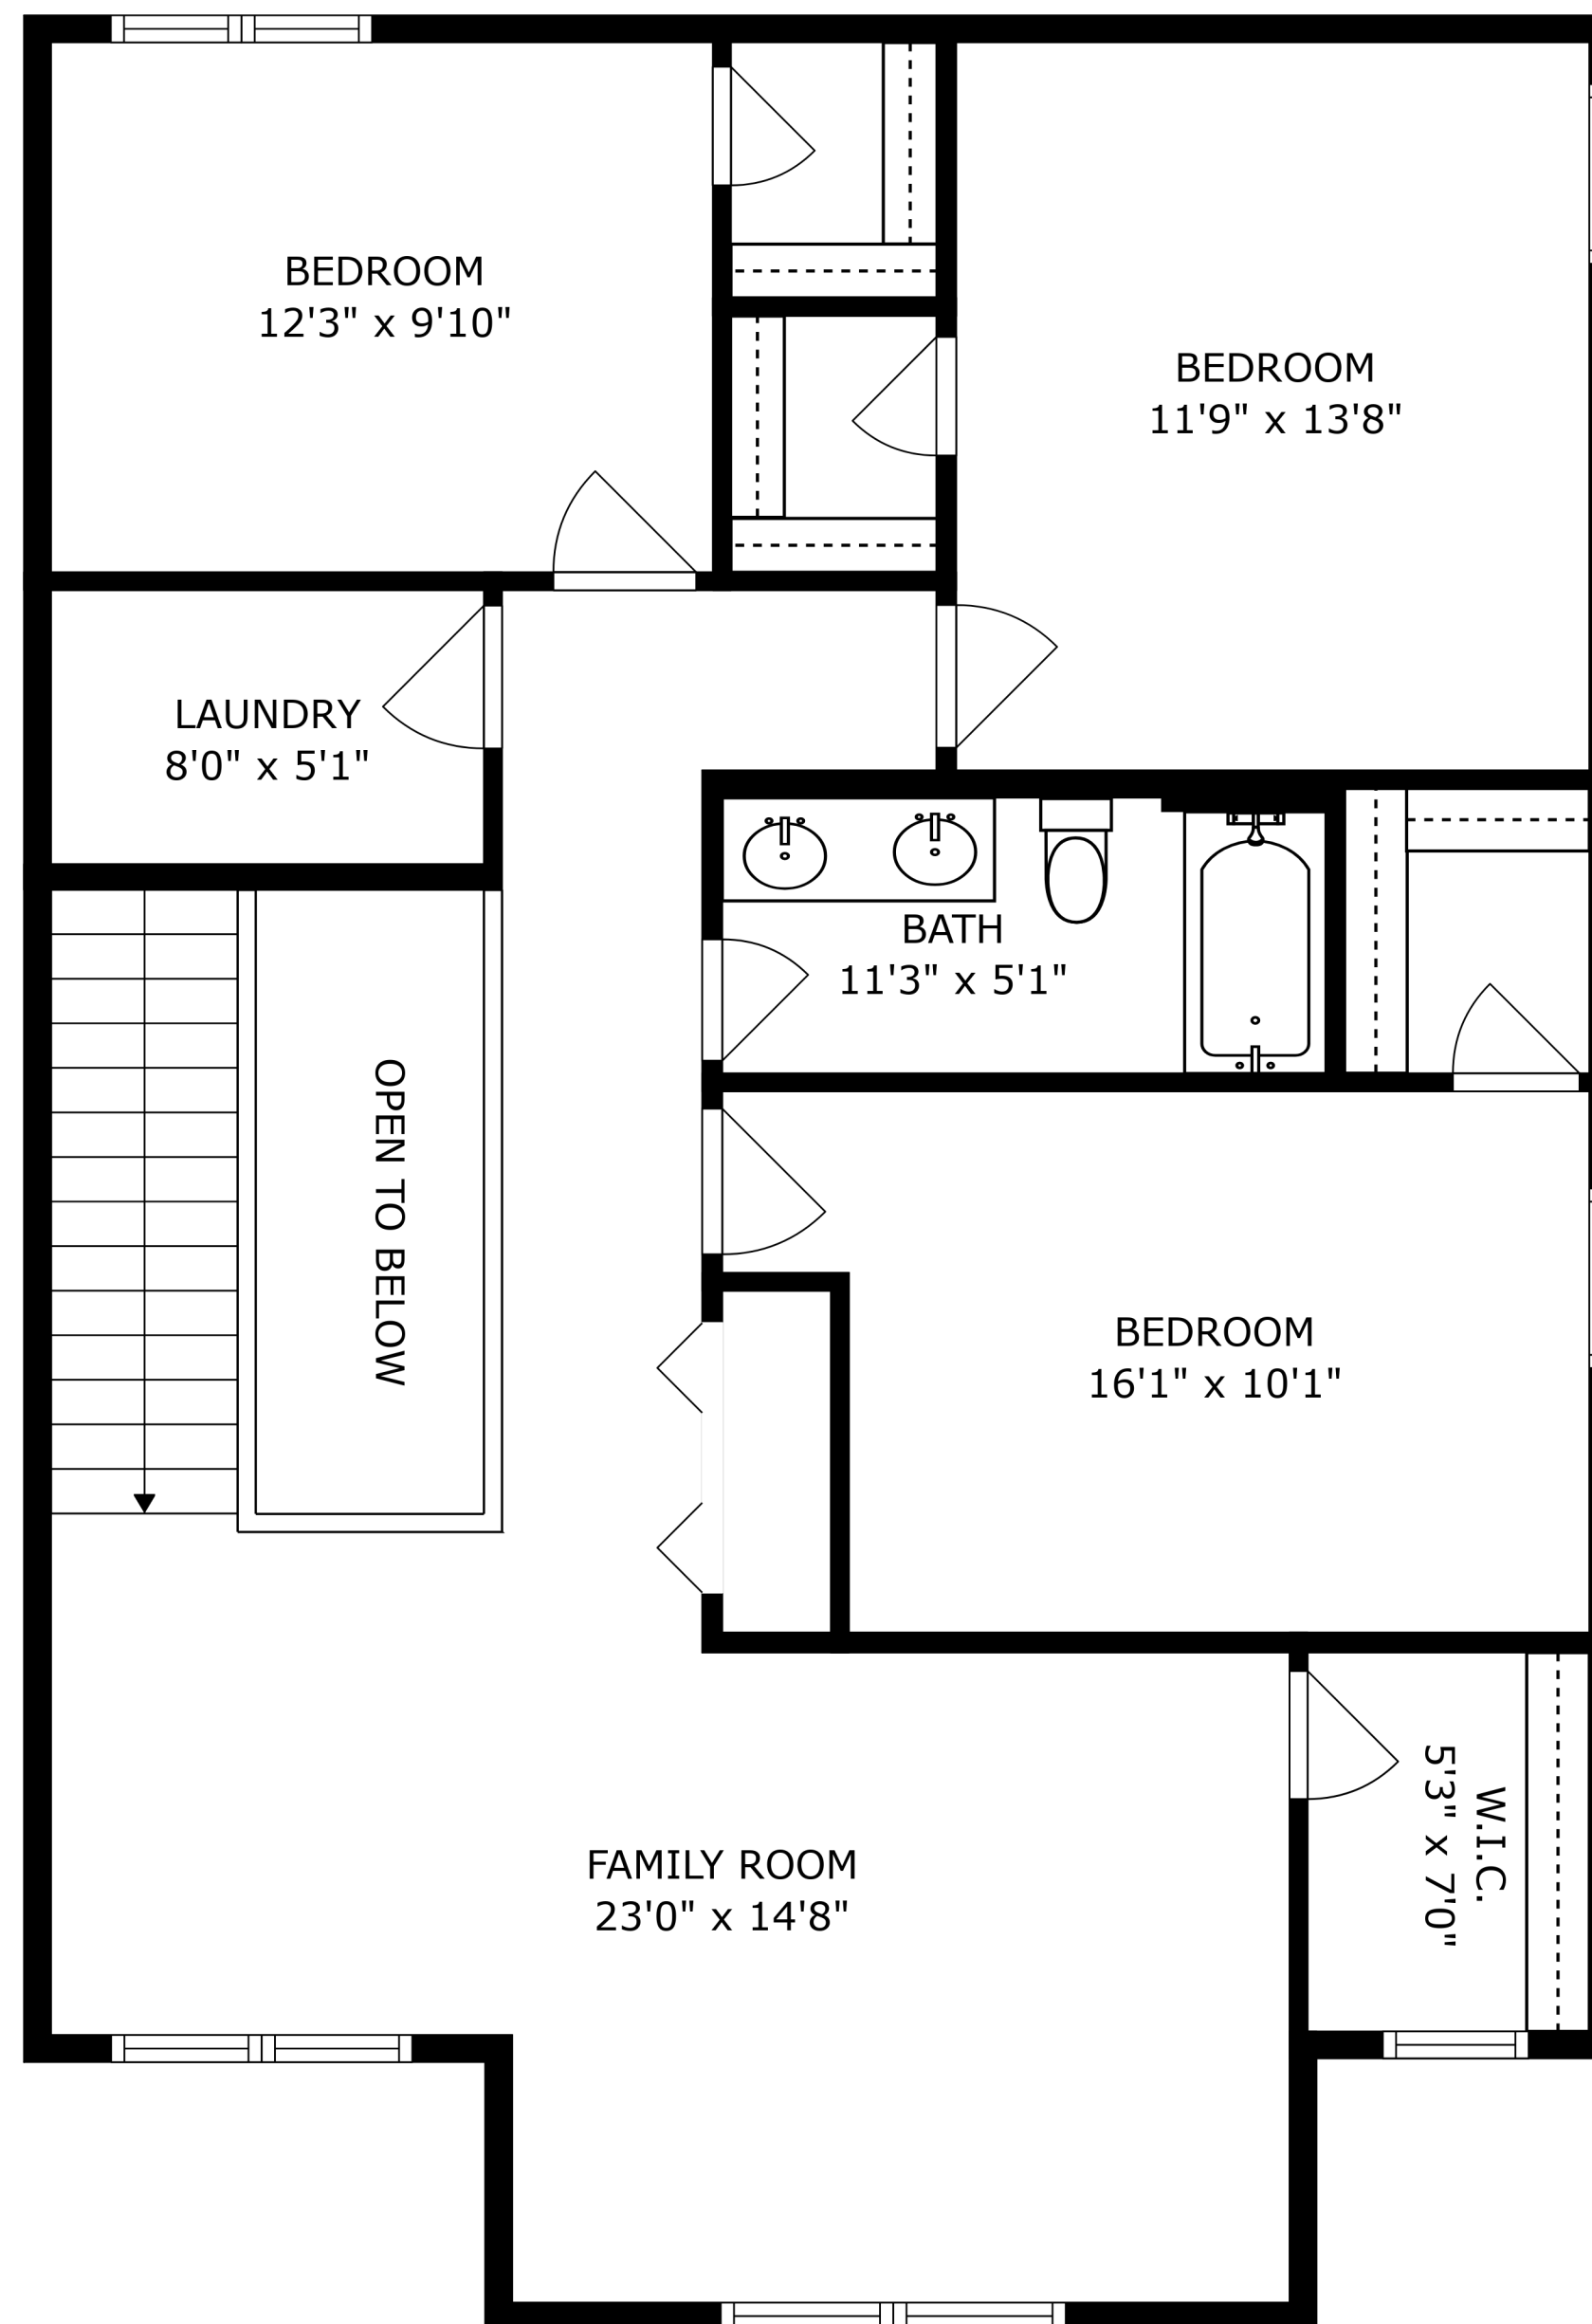 BEDROOM
12'3" x 9'10"
BEDROOM
11'9" x 13'8"
LAUNDRY
8'0" x 5'1"
BATH
11'3" x 5'1"
OPEN TO BELOW
BEDROOM
16'1" x 10'1"
W.I.C.
5'3" x 7'0"
FAMILY ROOM
23'0" x 14'8"